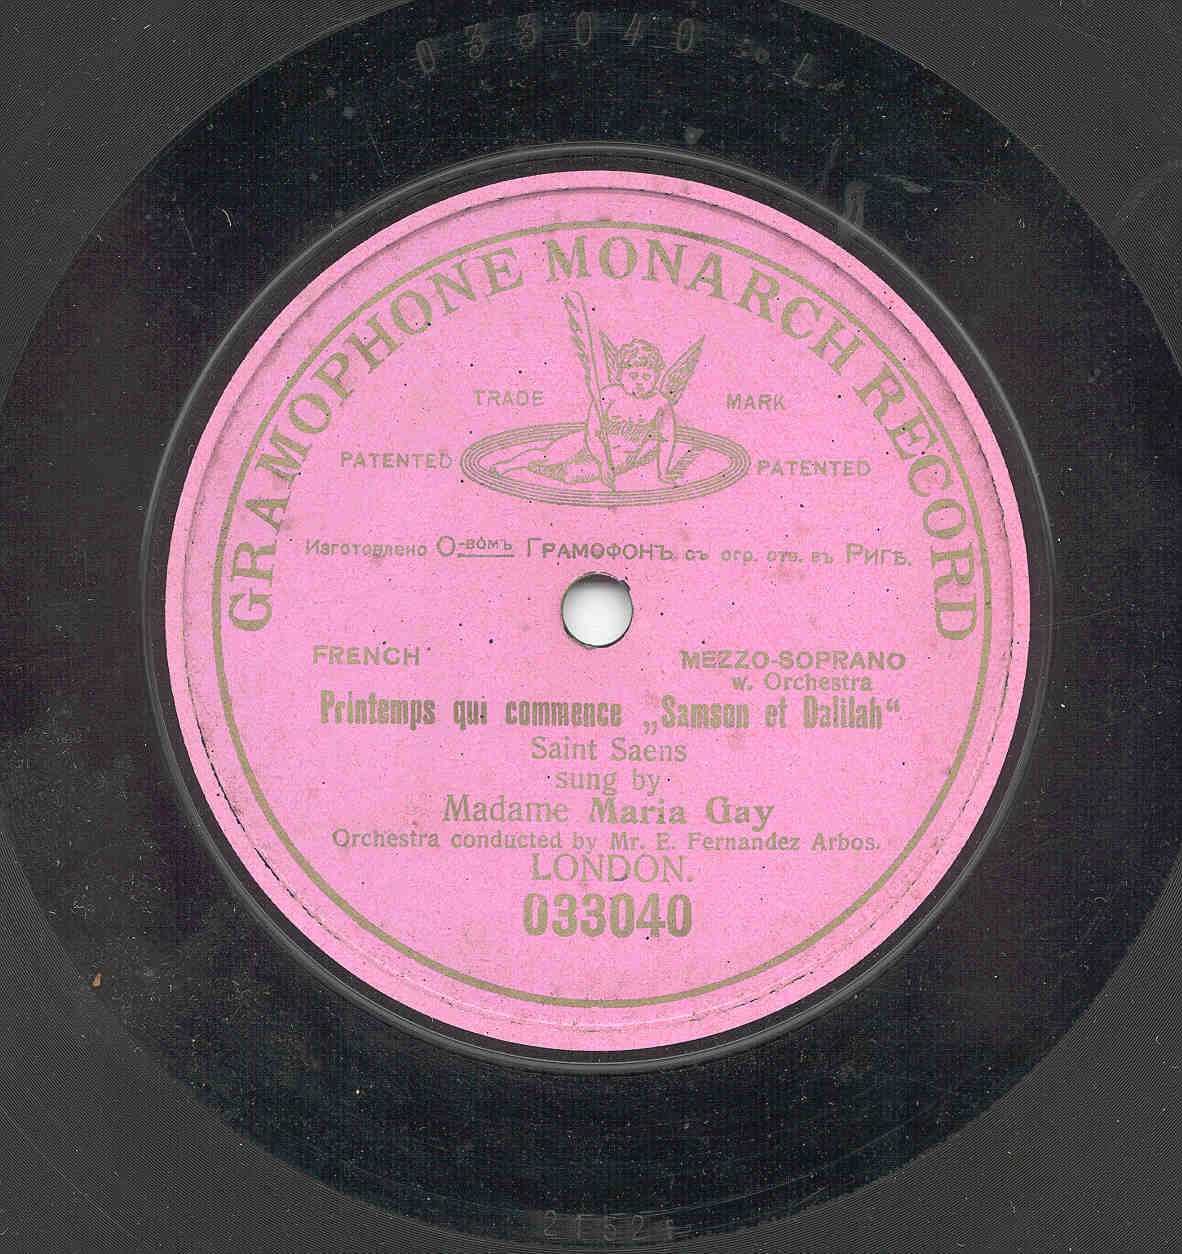 033040
GRAMOPHONE MONARCH RECORD
TRADE MARK
PATENTED PATENTED
Изготовлено О-вомъ ГРАМОФОНЪ съ огр. отв. въ РИГѢ.
FRENCH MEZZO-SOPRANO
w. Orchestra
Printemps qui commence „Samson et Dalilah“
Saint Saens
sung by
Madame Maria Gay
Orchestra conducted by Mr. E. Fernandez Arbos.
LONDON.
033040